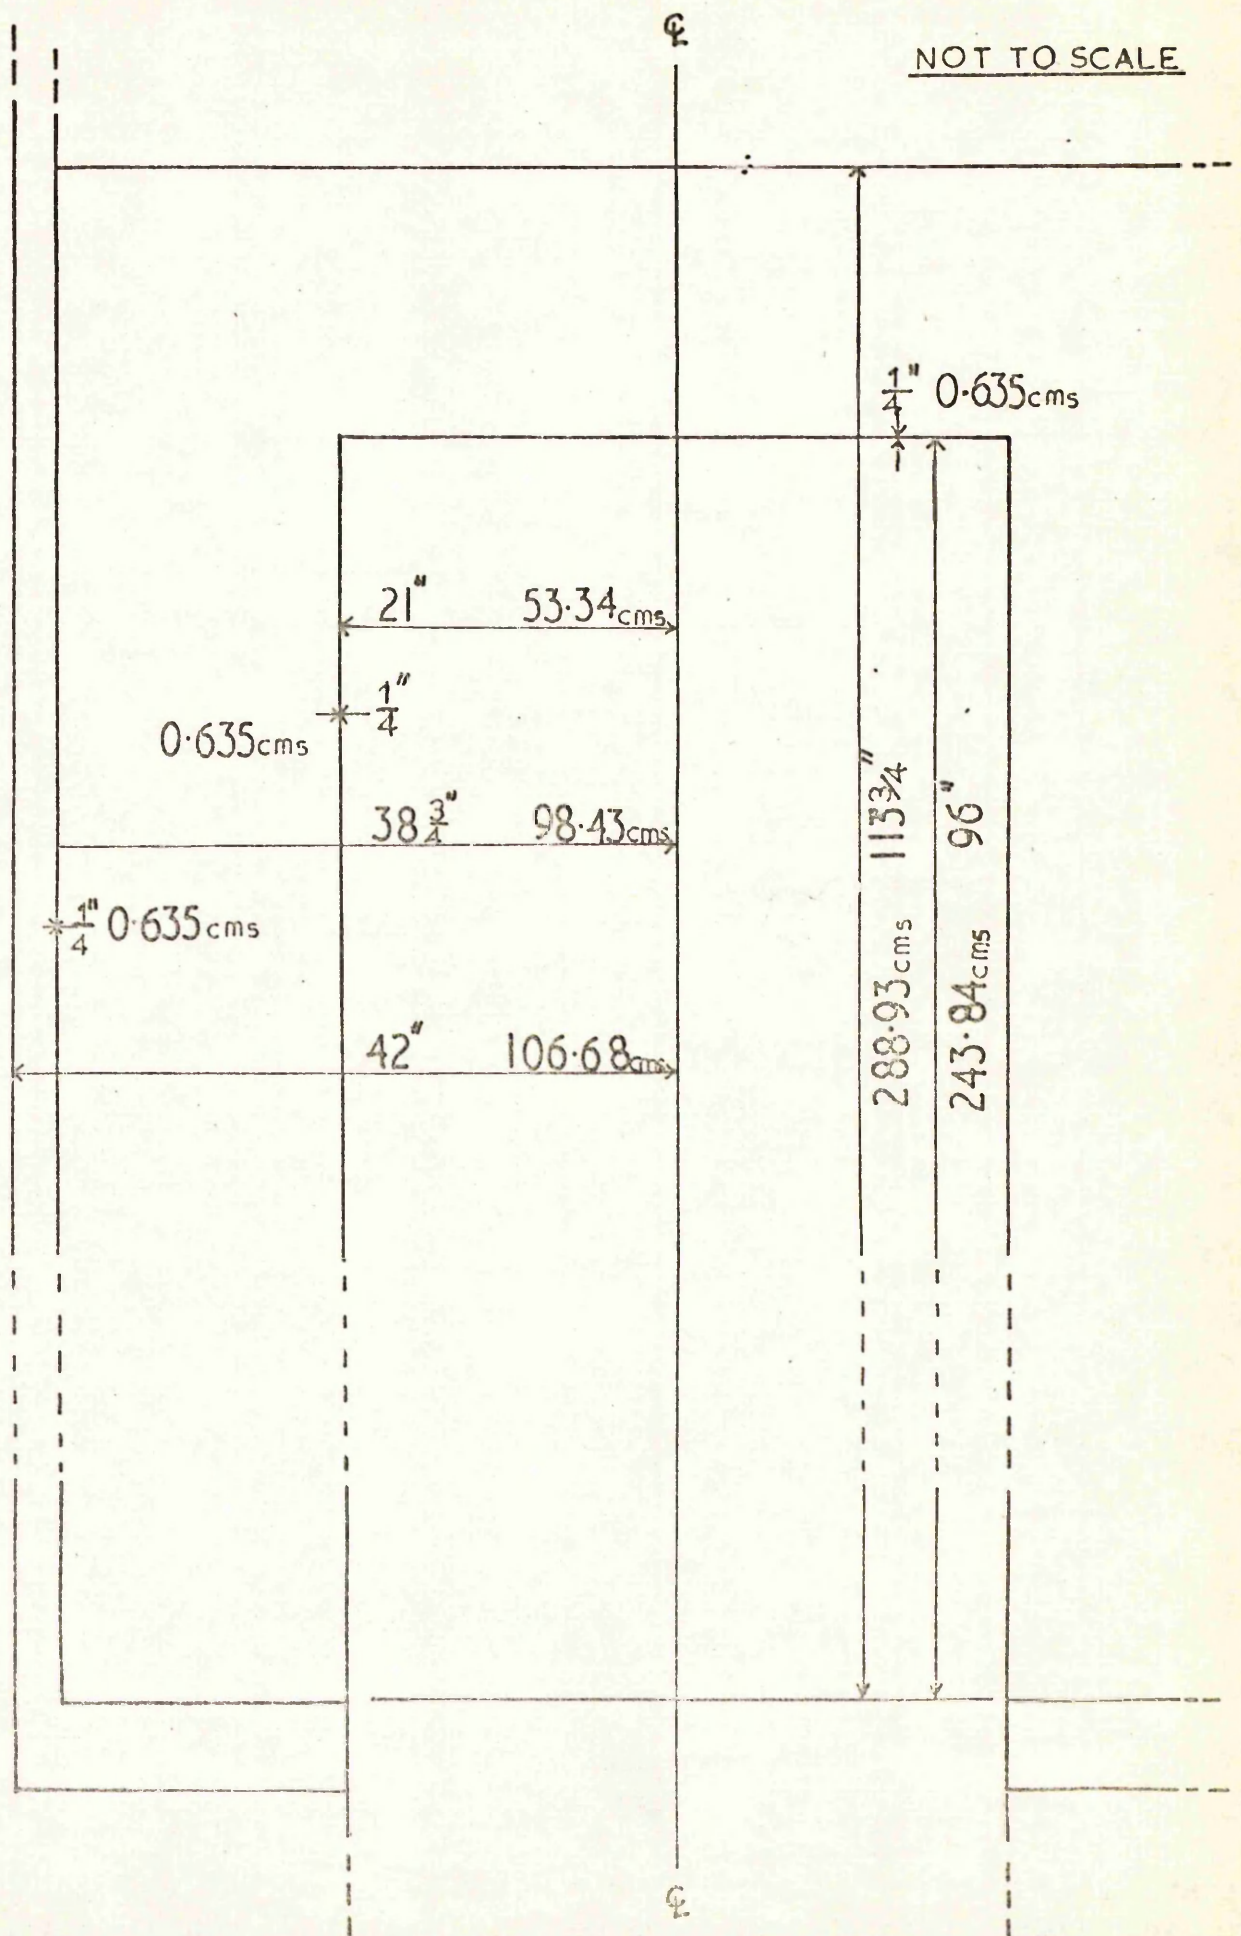 ℄
NOT TO SCALE
1/4" 0·635cms
21" 53·34cms
1/4"
0·635cms
38 3/4" 98·43cms
1/4" 0·635cms
42" 106·68cms
288·93cms 113 3/4"
243·84cms 96"
℄